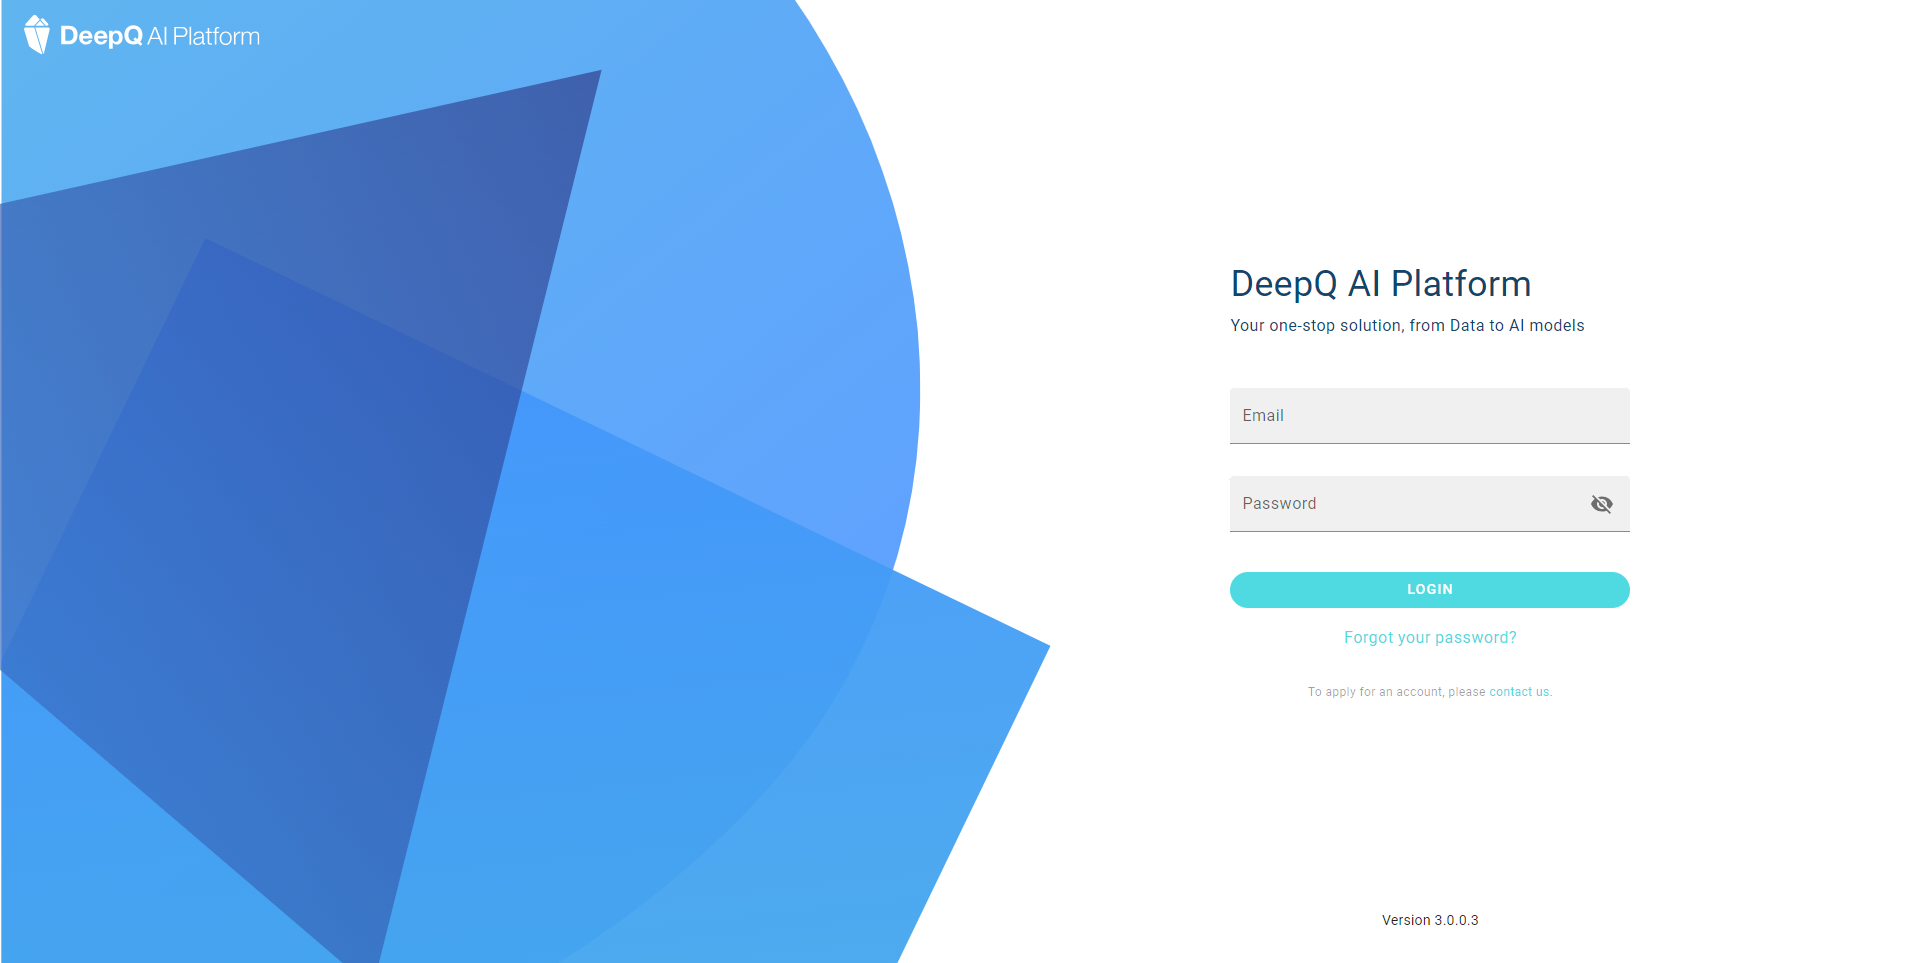 DeepQ AI Platform
DeepQ AI Platform
Your one-stop solution, from Data to AI models
Email
Password
LOGIN
Forgot your password?
To apply for an account, please contact us.
Version 3.0.0.3